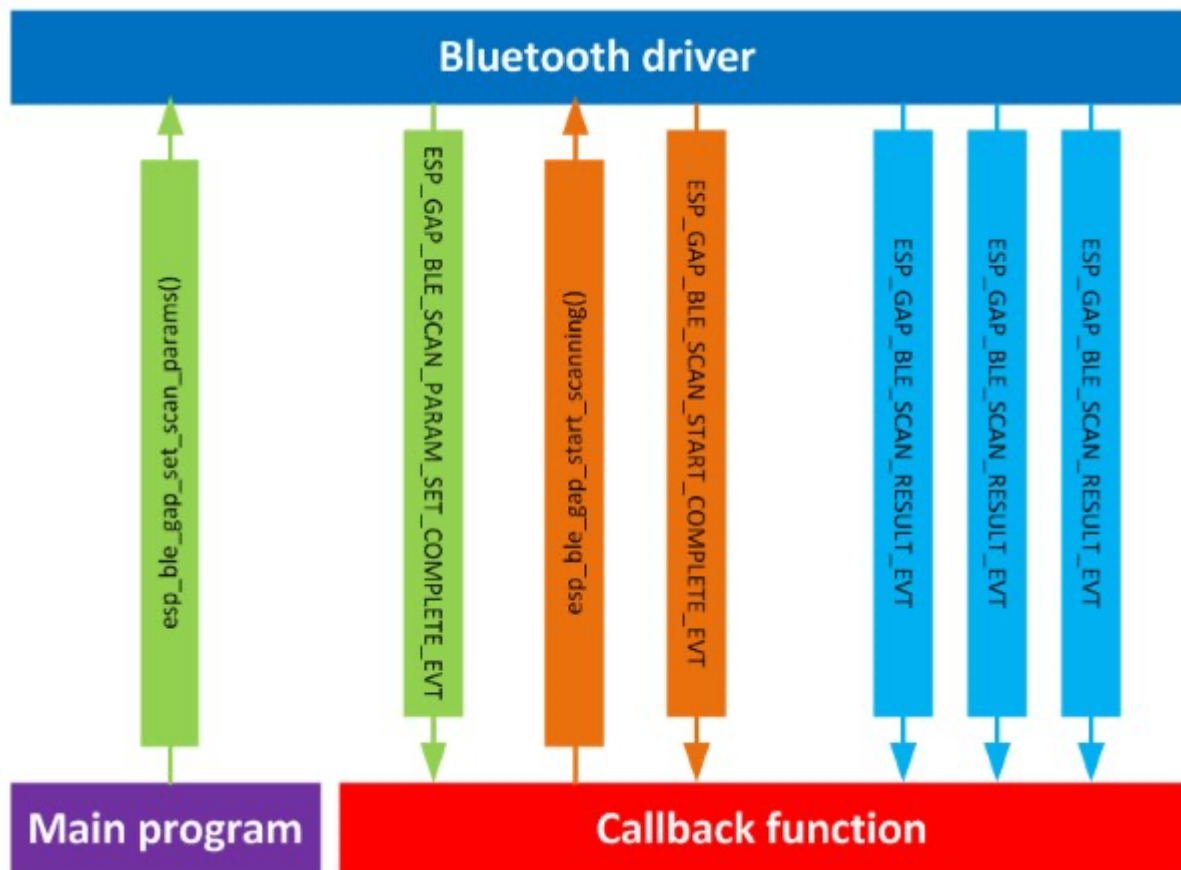 Bluetooth driver
esp_ble_gap_set_scan_params()
ESP_GAP_BLE_SCAN_PARAM_SET_COMPLETE_EVT
esp_ble_gap_start_scanning()
ESP_GAP_BLE_SCAN_START_COMPLETE_EVT
ESP_GAP_BLE_SCAN_RESULT_EVT
ESP_GAP_BLE_SCAN_RESULT_EVT
ESP_GAP_BLE_SCAN_RESULT_EVT
Main program
Callback function